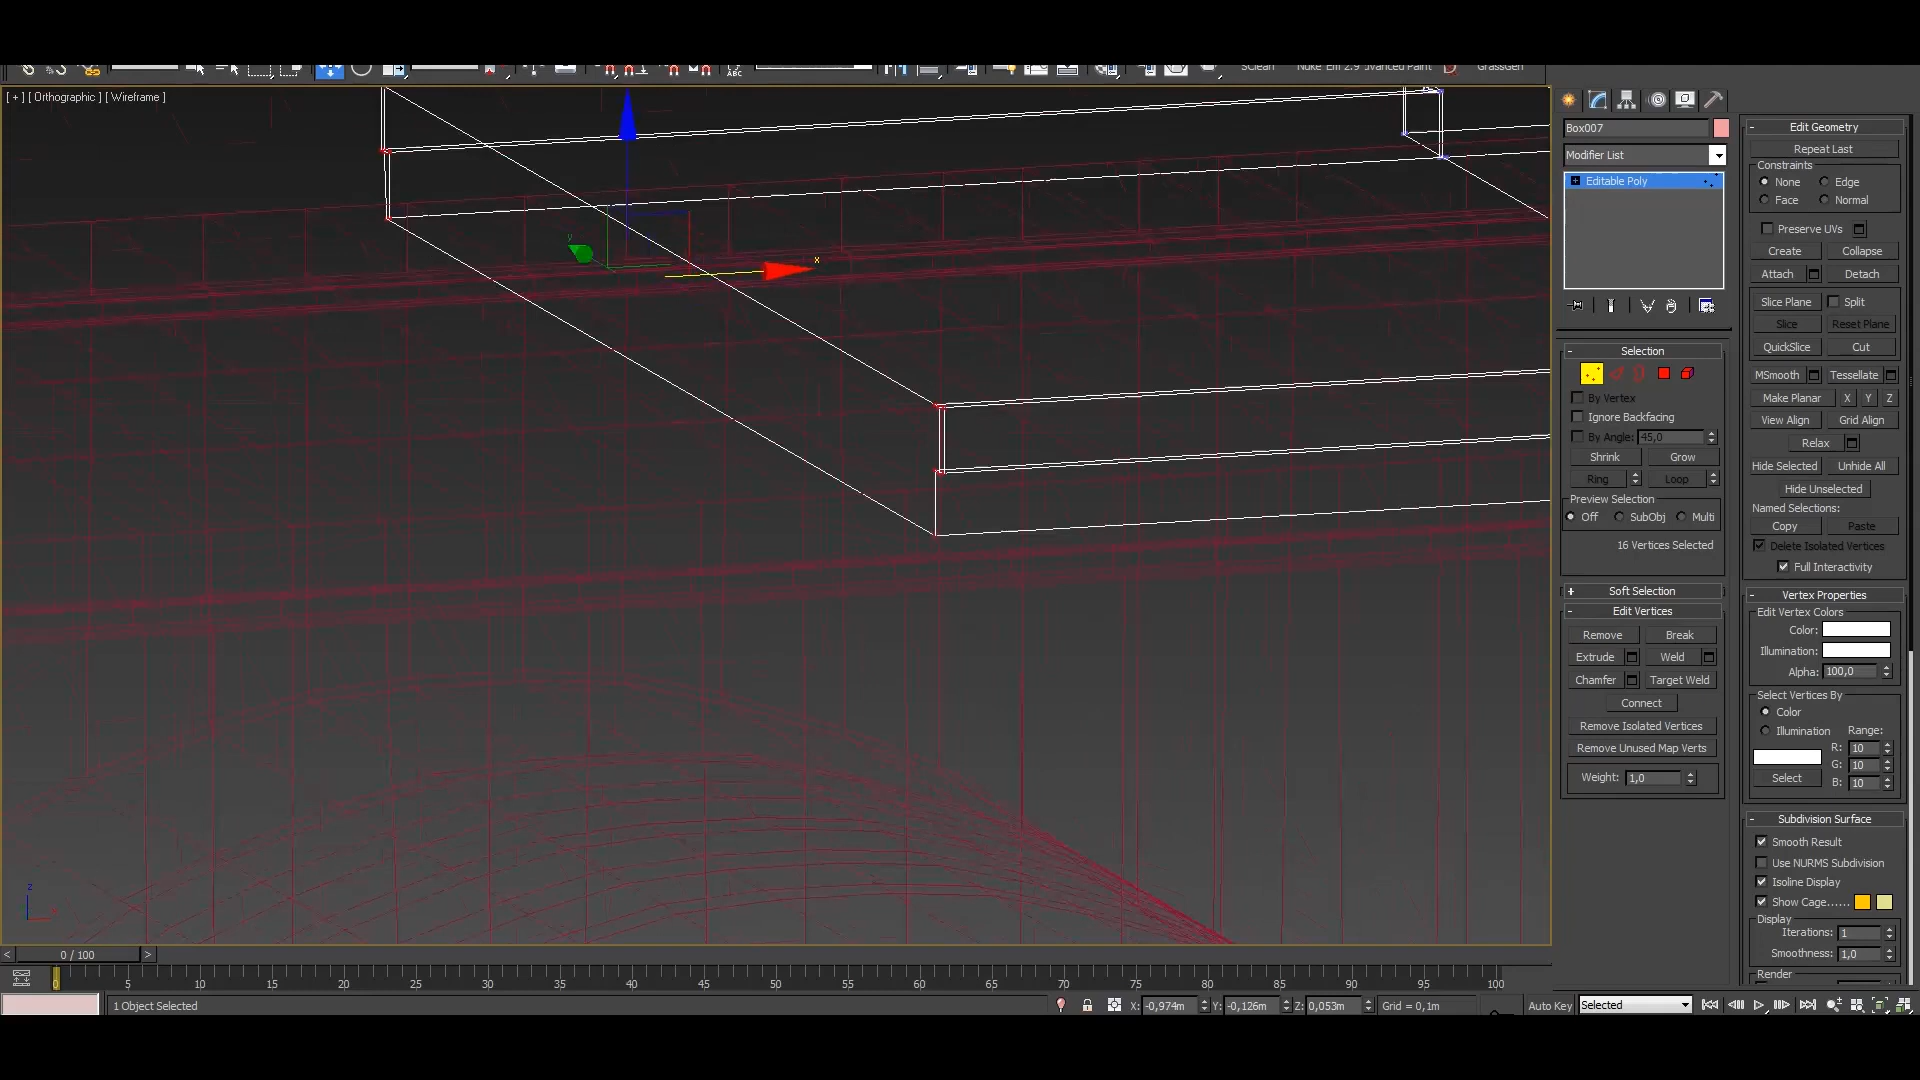 ABC
SClean
GrassGen
[ + ] [ Orthographic ] [ Wireframe ]
y
x
z
Box007
Modifier List
Editable Poly
Selection
By Vertex
Ignore Backfacing
By Angle: 45,0
Shrink Grow
Ring Loop
Preview Selection
Off SubObj Multi
16 Vertices Selected
Soft Selection
Edit Vertices
Remove Break
Extrude Weld
Chamfer Target Weld
Connect
Remove Isolated Vertices
Remove Unused Map Verts
Weight: 1,0
Edit Geometry
Repeat Last
Constraints
None Edge
Face Normal
Preserve UVs
Create Collapse
Attach Detach
Slice Plane Split
Slice Reset Plane
QuickSlice Cut
MSmooth Tessellate
Make Planar X Y Z
View Align Grid Align
Relax
Hide Selected Unhide All
Hide Unselected
Named Selections:
Copy Paste
Delete Isolated Vertices
Full Interactivity
Vertex Properties
Edit Vertex Colors
Color:
Illumination:
Alpha: 100,0
Select Vertices By
Color
Illumination Range:
R: 10
G: 10
Select B: 10
Subdivision Surface
Smooth Result
Use NURMS Subdivision
Isoline Display
Show Cage......
Display
Iterations: 1
Smoothness: 1,0
Render
< 0 / 100 >
0 5 10 15 20 25 30 35 40 45 50 55 60 65 70 75 80 85 90 95 100
1 Object Selected
X: -0,974m Y: -0,126m Z: 0,053m Grid = 0,1m
Auto Key Selected